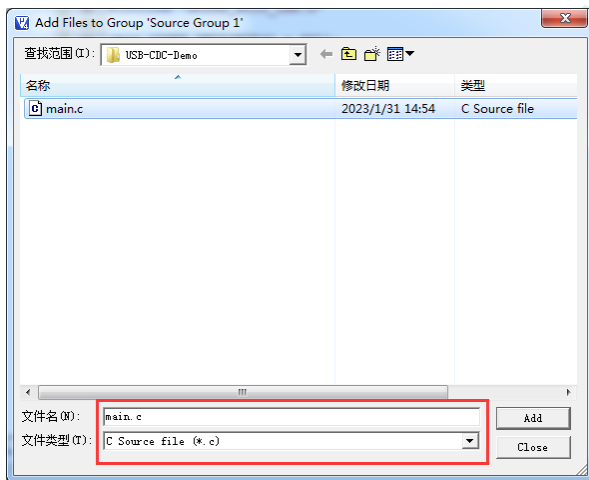 Add Files to Group 'Source Group 1'
查找范围(I): USB-CDC-Demo
名称 修改日期 类型
main.c 2023/1/31 14:54 C Source file
文件名(N): main.c Add
文件类型(T): C Source file (*.c) Close